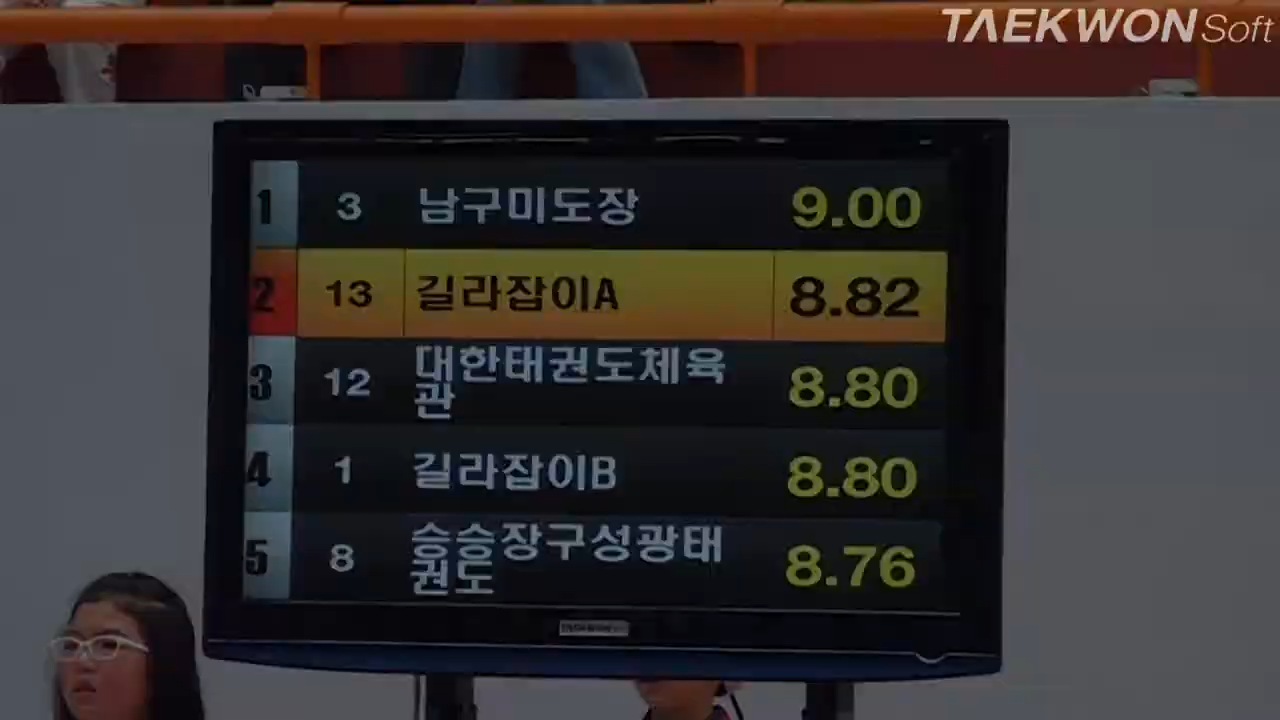 TAEKWON Soft
1 3 남구미도장 9.00
2 13 길라잡이A 8.82
3 12 대한태권도체육
관 8.80
4 1 길라잡이B 8.80
5 8 승승장구성광태
권도 8.76